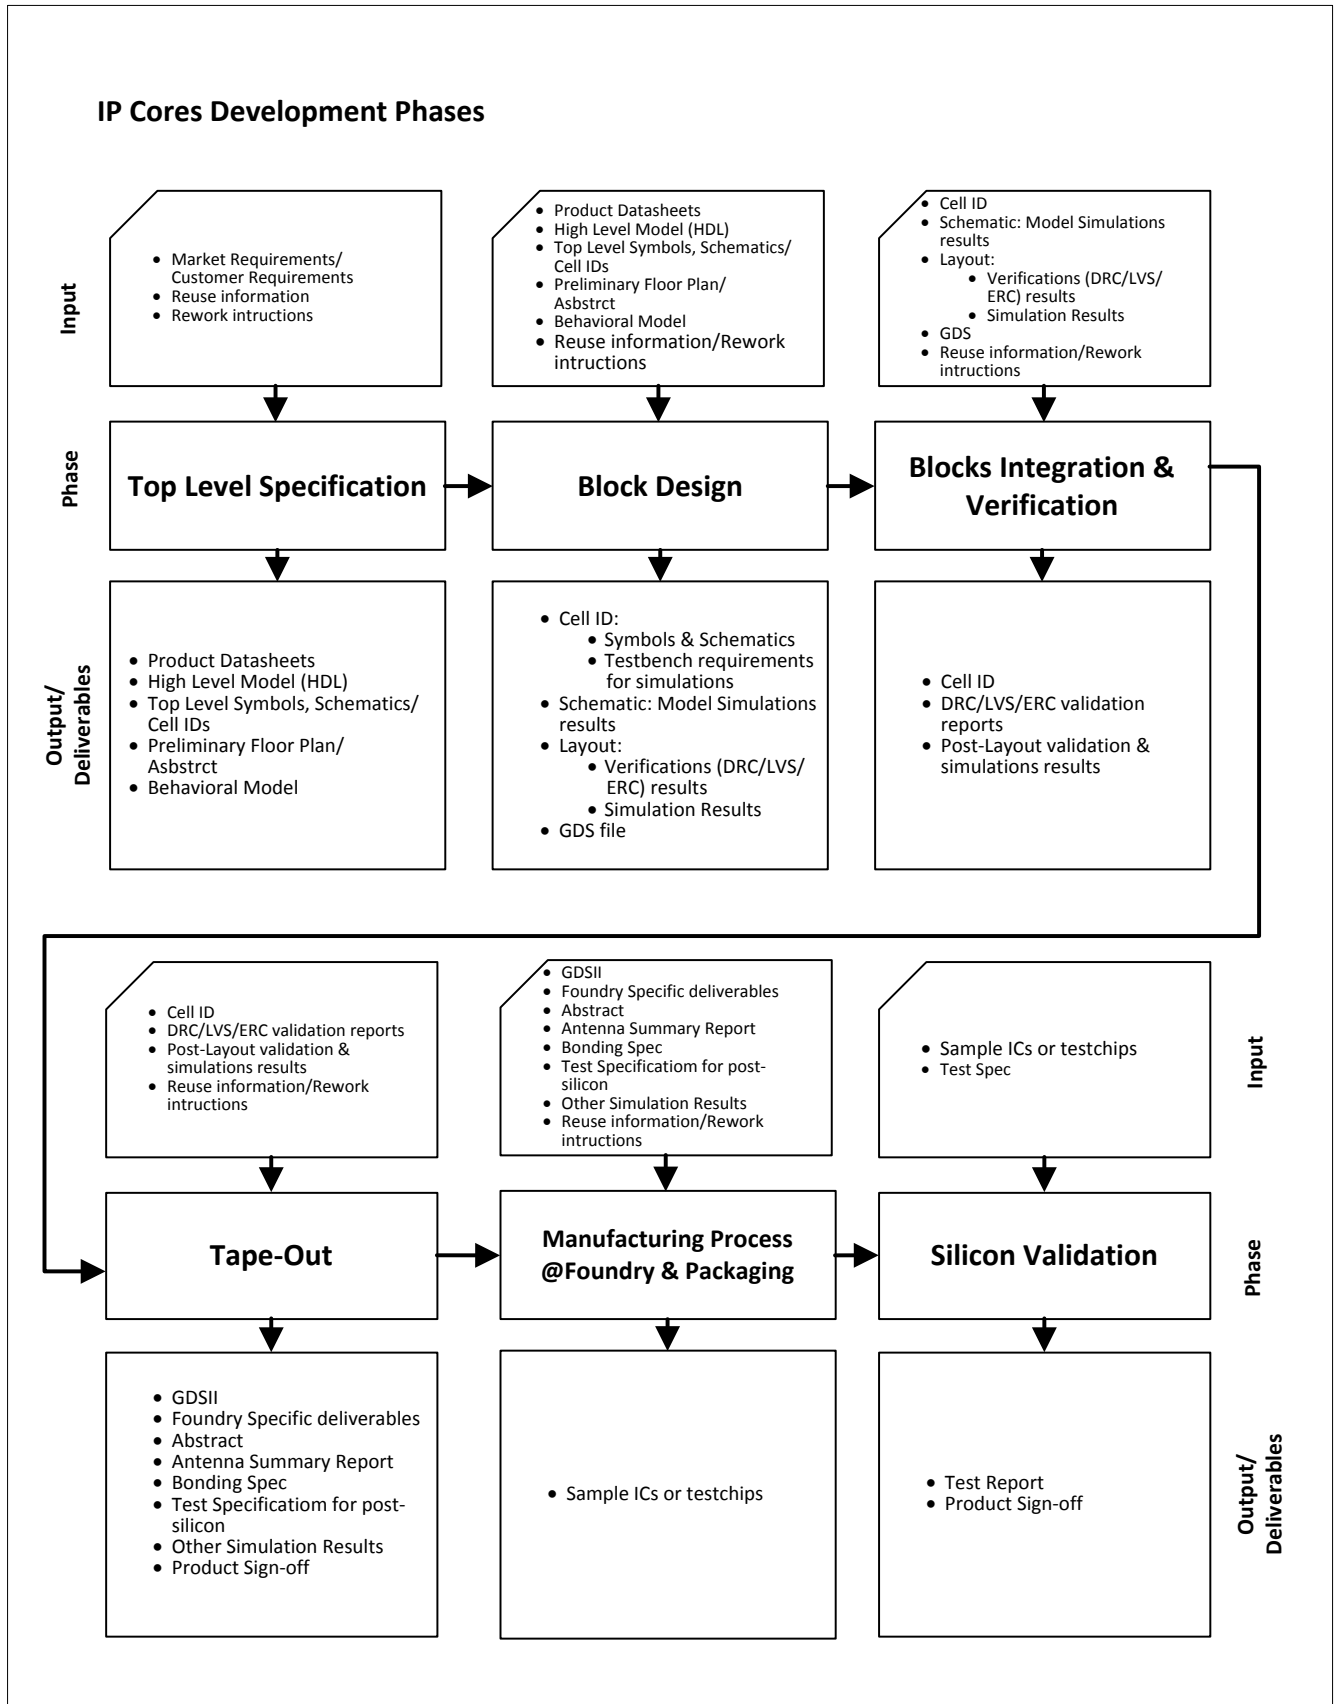 IP Cores Development Phases
Input
• Market Requirements/
Customer Requirements
• Reuse information
• Rework intructions
• Product Datasheets
• High Level Model (HDL)
• Top Level Symbols, Schematics/
Cell IDs
• Preliminary Floor Plan/
Asbstrct
• Behavioral Model
• Reuse information/Rework
intructions
• Cell ID
• Schematic: Model Simulations
results
• Layout:
• Verifications (DRC/LVS/
ERC) results
• Simulation Results
• GDS
• Reuse information/Rework
intructions
Phase
Top Level Specification
Block Design
Blocks Integration &
Verification
Output/
Deliverables
• Product Datasheets
• High Level Model (HDL)
• Top Level Symbols, Schematics/
Cell IDs
• Preliminary Floor Plan/
Asbstrct
• Behavioral Model
• Cell ID:
• Symbols & Schematics
• Testbench requirements
for simulations
• Schematic: Model Simulations
results
• Layout:
• Verifications (DRC/LVS/
ERC) results
• Simulation Results
• GDS file
• Cell ID
• DRC/LVS/ERC validation
reports
• Post-Layout validation &
simulations results
• Cell ID
• DRC/LVS/ERC validation reports
• Post-Layout validation &
simulations results
• Reuse information/Rework
intructions
• GDSII
• Foundry Specific deliverables
• Abstract
• Antenna Summary Report
• Bonding Spec
• Test Specificatiom for post-
silicon
• Other Simulation Results
• Reuse information/Rework
intructions
• Sample ICs or testchips
• Test Spec
Input
Tape-Out
Manufacturing Process
@Foundry & Packaging
Silicon Validation
Phase
• GDSII
• Foundry Specific deliverables
• Abstract
• Antenna Summary Report
• Bonding Spec
• Test Specificatiom for post-
silicon
• Other Simulation Results
• Product Sign-off
• Sample ICs or testchips
• Test Report
• Product Sign-off
Output/
Deliverables